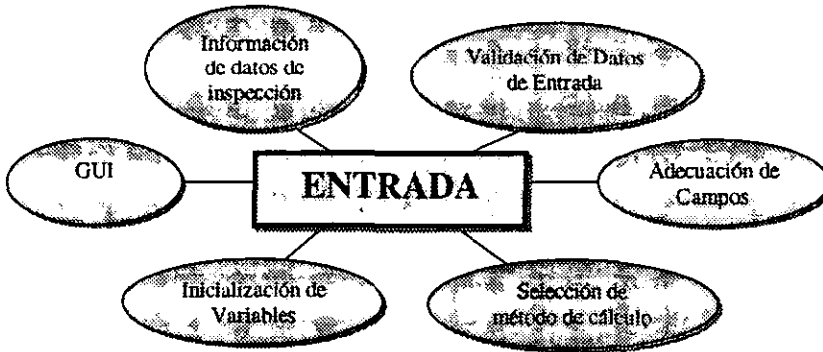 Información
de datos de
inspección
Validación de Datos
de Entrada
GUI
ENTRADA
Adecuación de
Campos
Inicialización de
Variables
Selección de
método de cálculo